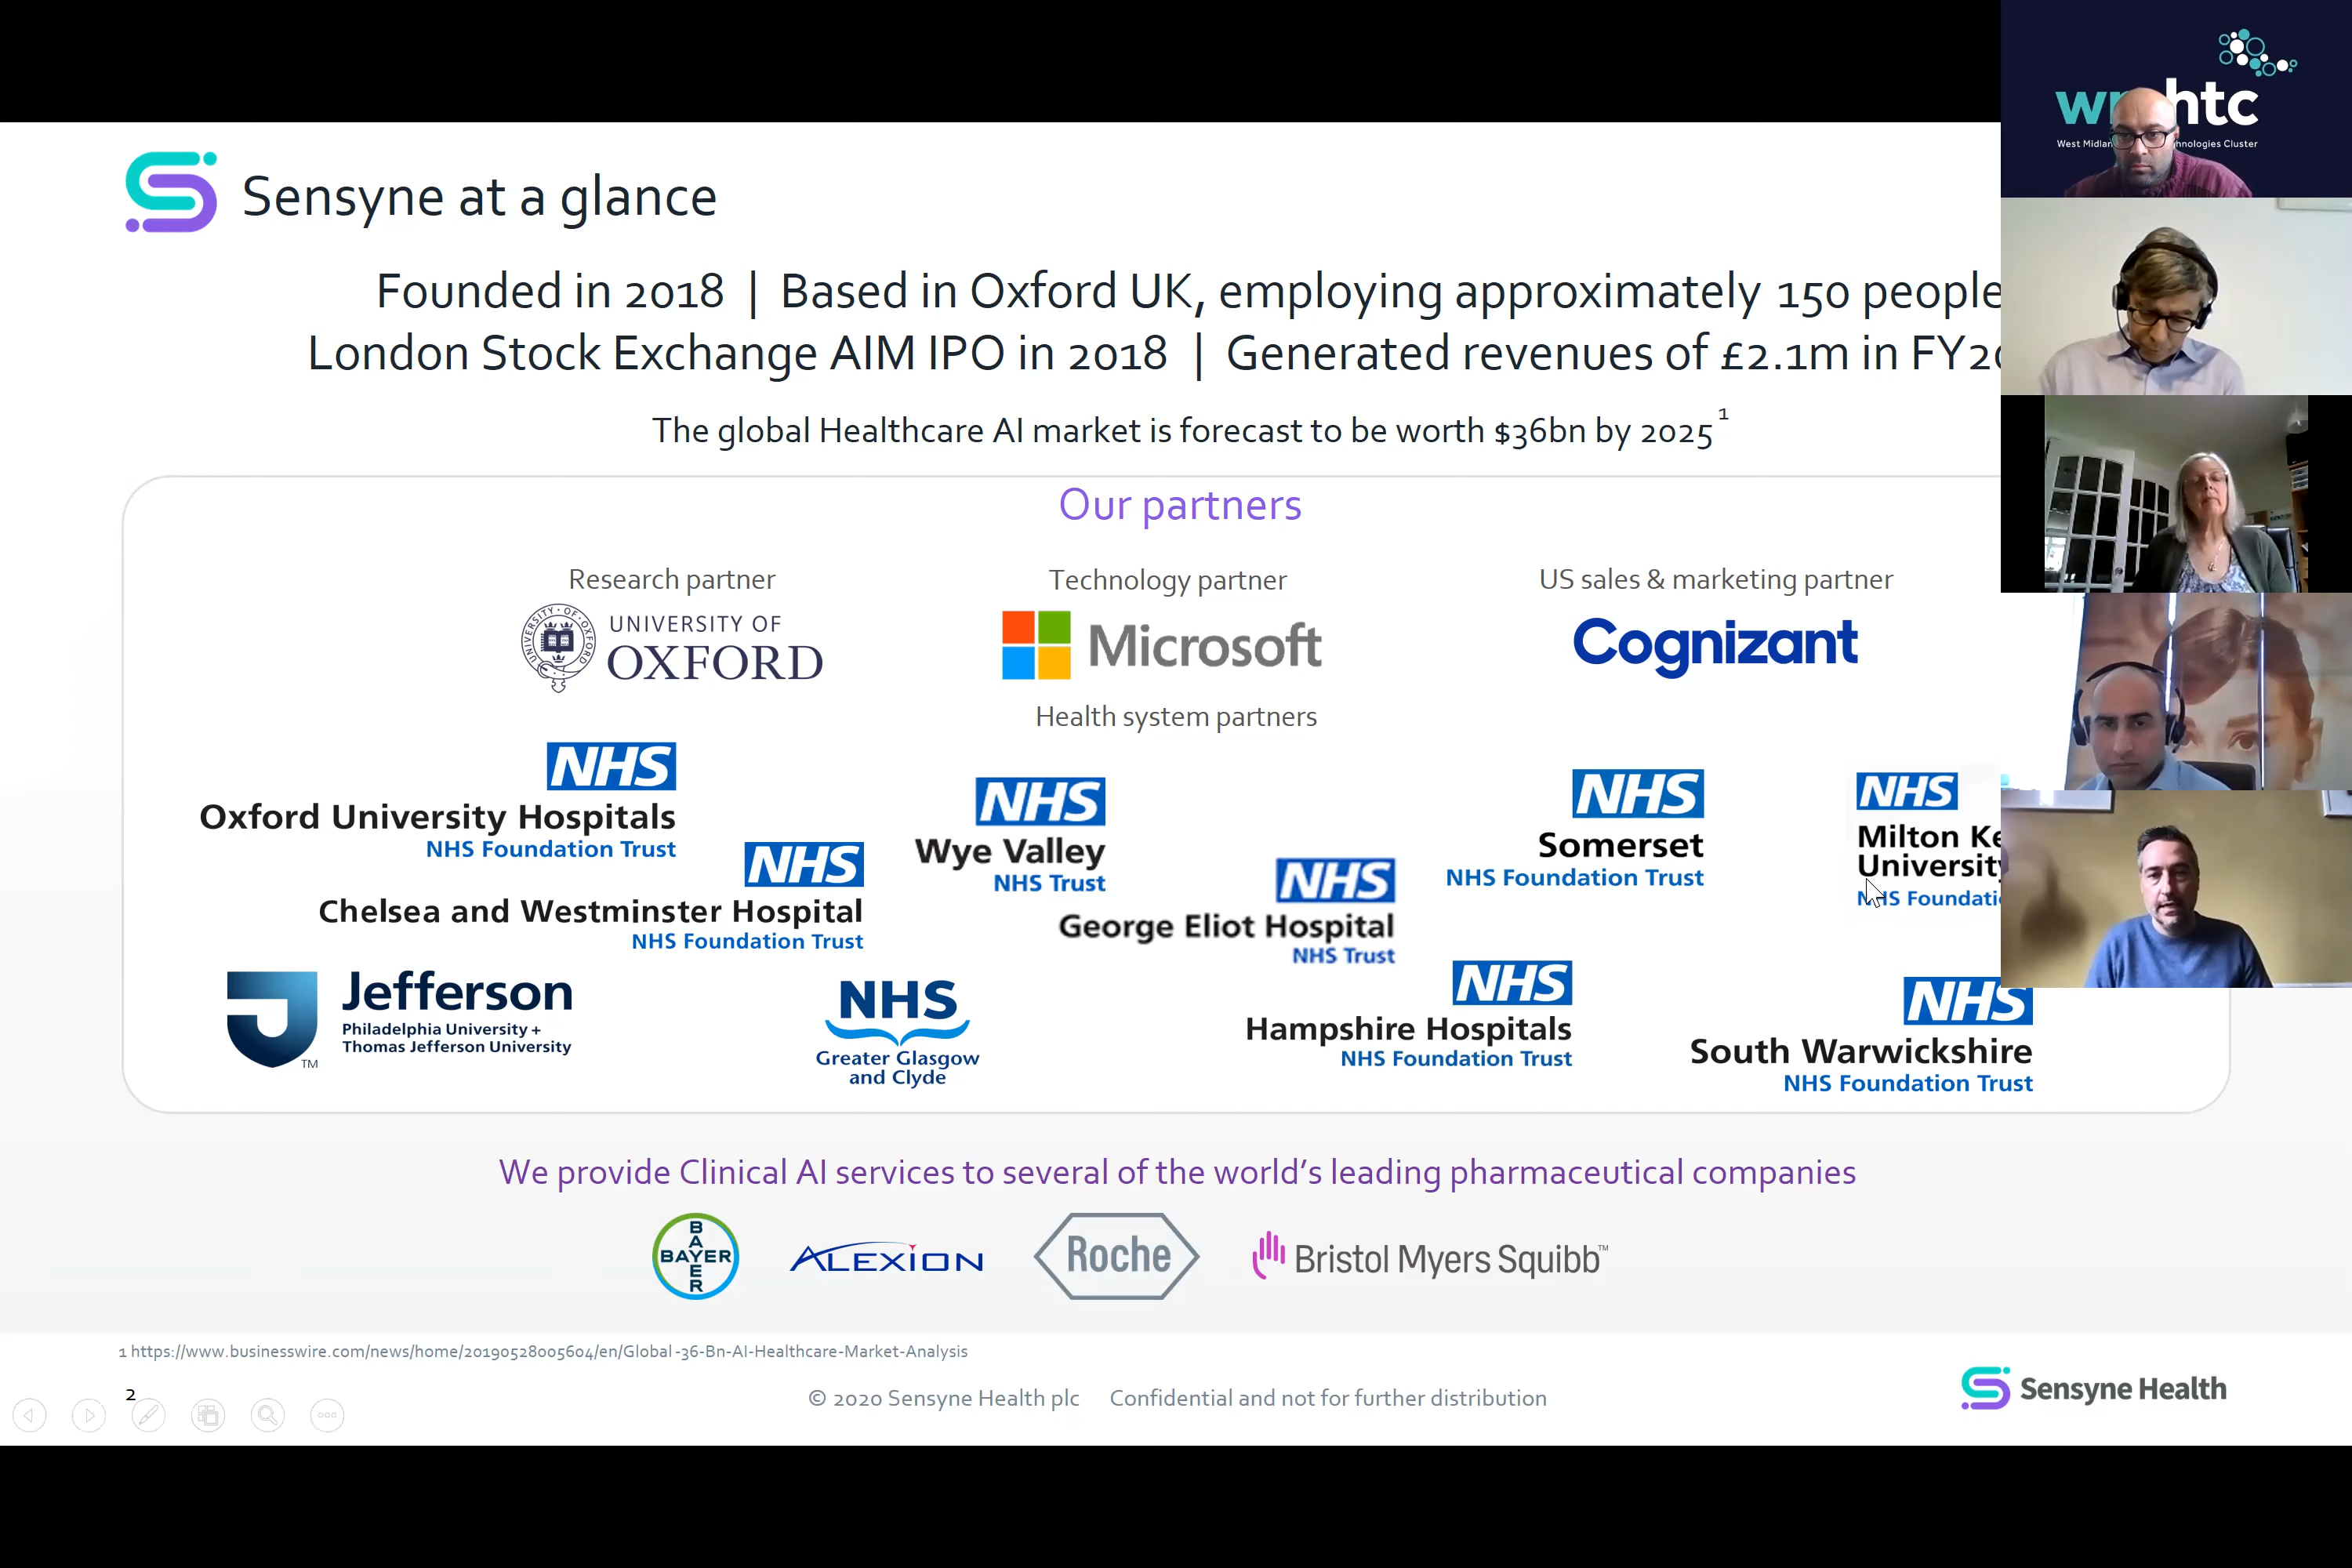 Sensyne at a glance
Founded in 2018 | Based in Oxford UK, employing approximately 150 people
London Stock Exchange AIM IPO in 2018 | Generated revenues of £2.1m in
The global Healthcare AI market is forecast to be worth $36bn by 2025 1
Our partners
Research partner
UNIVERSITY OF
OXFORD
Technology partner
Microsoft
US sales & marketing partner
Cognizant
Health system partners
NHS
Oxford University Hospitals
NHS Foundation Trust
NHS
Chelsea and Westminster Hospital
NHS Foundation Trust
NHS
Wye Valley
NHS Trust
NHS
George Eliot Hospital
NHS Trust
NHS
Somerset
NHS Foundation Trust
NHS
Milton
University
NHS
Jefferson
Philadelphia University +
Thomas Jefferson University
TM
NHS
Greater Glasgow
and Clyde
NHS
Hampshire Hospitals
NHS Foundation Trust
NHS
South Warwickshire
NHS Foundation Trust
We provide Clinical AI services to several of the world's leading pharmaceutical companies
BAYER
BAYER
ALEXION
Roche
Bristol Myers Squibb™
1 https://www.businesswire.com/news/home/20190528005604/en/Global-36-Bn-AI-Healthcare-Market-Analysis
2
© 2020 Sensyne Health plc Confidential and not for further distribution
Sensyne Health
htc
West Cluster